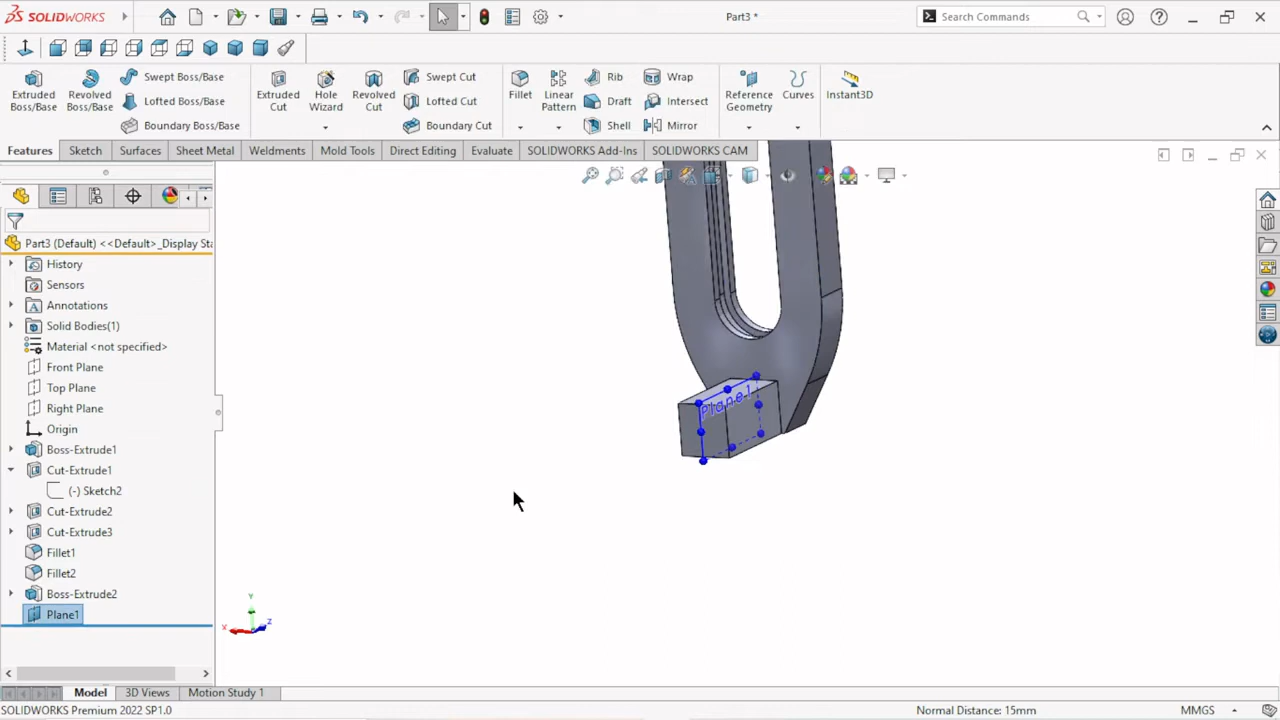 SOLIDWORKS
Part3 *
Search Commands
Extruded Boss/Base
Revolved Boss/Base
Swept Boss/Base
Lofted Boss/Base
Boundary Boss/Base
Extruded Cut
Hole Wizard
Revolved Cut
Swept Cut
Lofted Cut
Boundary Cut
Fillet
Linear Pattern
Rib
Draft
Shell
Wrap
Intersect
Mirror
Reference Geometry
Curves
Instant3D
Features
Sketch
Surfaces
Sheet Metal
Weldments
Mold Tools
Direct Editing
Evaluate
SOLIDWORKS Add-Ins
SOLIDWORKS CAM
Part3 (Default) <<Default>_Display Sta
History
Sensors
Annotations
Solid Bodies(1)
Material <not specified>
Front Plane
Top Plane
Right Plane
Origin
Boss-Extrude1
Cut-Extrude1
(-) Sketch2
Cut-Extrude2
Cut-Extrude3
Fillet1
Fillet2
Boss-Extrude2
Plane1
Plane1
Y
X
Z
Model
3D Views
Motion Study 1
SOLIDWORKS Premium 2022 SP1.0
Normal Distance: 15mm
MMGS